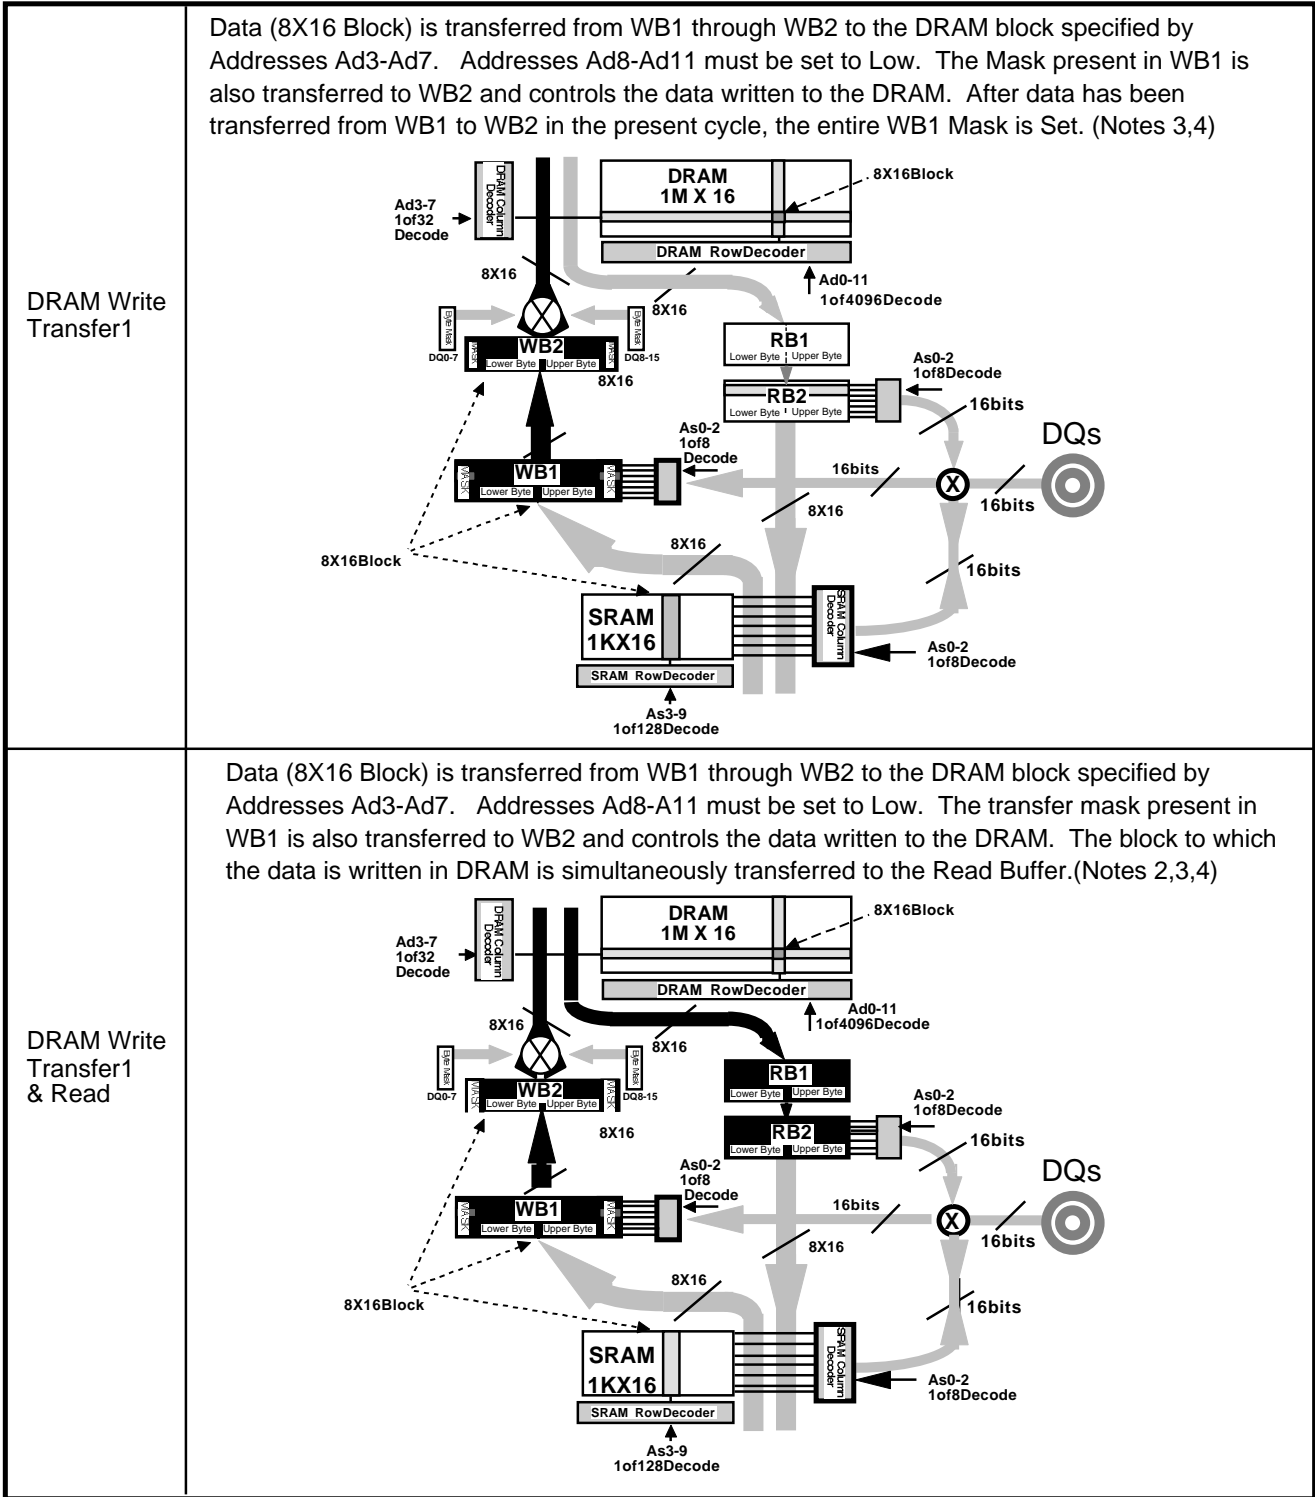 Data (8X16 Block) is transferred from WB1 through WB2 to the DRAM block specified by
Addresses Ad3-Ad7. Addresses Ad8-Ad11 must be set to Low. The Mask present in WB1 is
also transferred to WB2 and controls the data written to the DRAM. After data has been
transferred from WB1 to WB2 in the present cycle, the entire WB1 Mask is Set. (Notes 3,4)
DRAM Write
Transfer1
DRAM Column
Decoder
Ad3-7
1of32
Decode
DRAM
1M X 16
8X16Block
DRAM RowDecoder
Ad0-11
1of4096Decode
8X16
8X16
Byte Mask
DQ0-7
Byte Mask
DQ8-15
MASK
WB2
MASK
Lower Byte
Upper Byte
8X16
RB1
Lower Byte
Upper Byte
RB2
Lower Byte
Upper Byte
As0-2
1of8Decode
16bits
DQs
As0-2
1of8
Decode
MASK
WB1
MASK
Lower Byte
Upper Byte
16bits
X
16bits
8X16
8X16
8X16Block
16bits
SRAM
1KX16
SRAM Column
Decoder
As0-2
1of8Decode
SRAM RowDecoder
As3-9
1of128Decode
Data (8X16 Block) is transferred from WB1 through WB2 to the DRAM block specified by
Addresses Ad3-Ad7. Addresses Ad8-A11 must be set to Low. The transfer mask present in
WB1 is also transferred to WB2 and controls the data written to the DRAM. The block to which
the data is written in DRAM is simultaneously transferred to the Read Buffer.(Notes 2,3,4)
DRAM Write
Transfer1
& Read
DRAM Column
Decoder
Ad3-7
1of32
Decode
DRAM
1M X 16
8X16Block
DRAM RowDecoder
Ad0-11
1of4096Decode
8X16
8X16
Byte Mask
DQ0-7
Byte Mask
DQ8-15
MASK
WB2
MASK
Lower Byte
Upper Byte
8X16
RB1
Lower Byte
Upper Byte
RB2
Lower Byte
Upper Byte
As0-2
1of8Decode
16bits
DQs
As0-2
1of8
Decode
MASK
WB1
MASK
Lower Byte
Upper Byte
16bits
X
16bits
8X16
8X16
8X16Block
16bits
SRAM
1KX16
SRAM Column
Decoder
As0-2
1of8Decode
SRAM RowDecoder
As3-9
1of128Decode